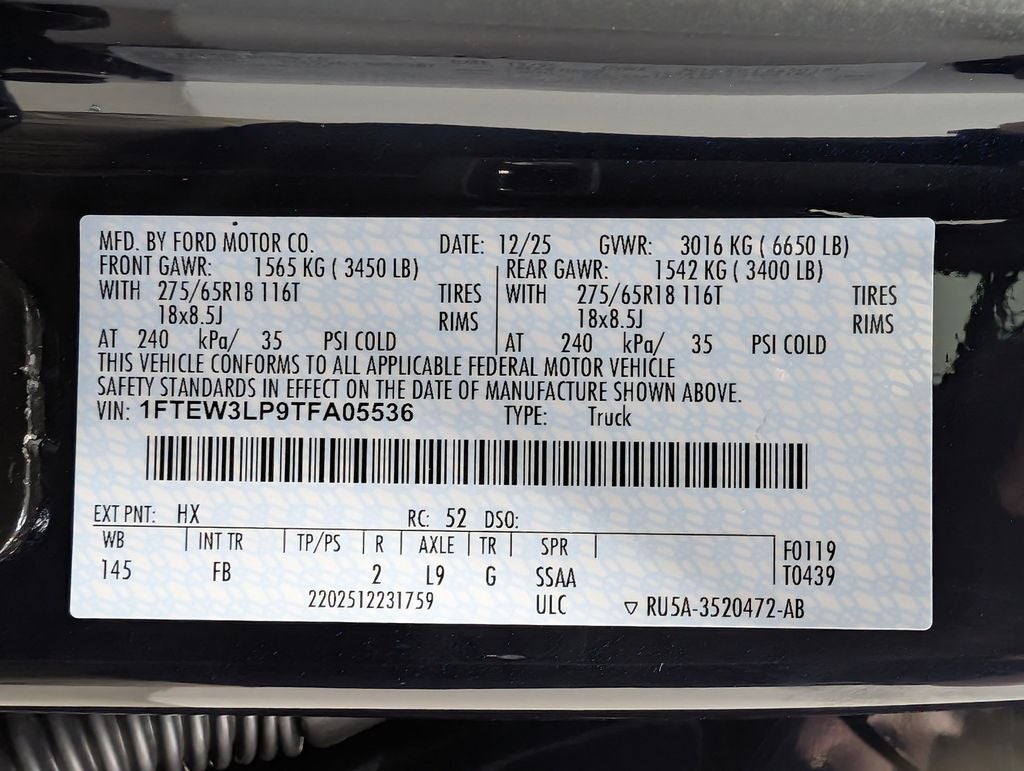 MFD. BY FORD MOTOR CO. DATE: 12/25 GVWR: 3016 KG ( 6650 LB)
FRONT GAWR: 1565 KG ( 3450 LB) REAR GAWR: 1542 KG ( 3400 LB)
WITH 275/65R18 116T TIRES WITH 275/65R18 116T TIRES
18x8.5J RIMS 18x8.5J RIMS
AT 240 kPa/ 35 PSI COLD AT 240 kPa/ 35 PSI COLD
THIS VEHICLE CONFORMS TO ALL APPLICABLE FEDERAL MOTOR VEHICLE
SAFETY STANDARDS IN EFFECT ON THE DATE OF MANUFACTURE SHOWN ABOVE.
VIN: 1FTEW3LP9TFA05536 TYPE: Truck
EXT PNT: HX RC: 52 DSO:
WB INT TR TP/PS R AXLE TR SPR F0119
145 FB 2 L9 G SSAA T0439
2202512231759 ULC ▽ RU5A-3520472-AB